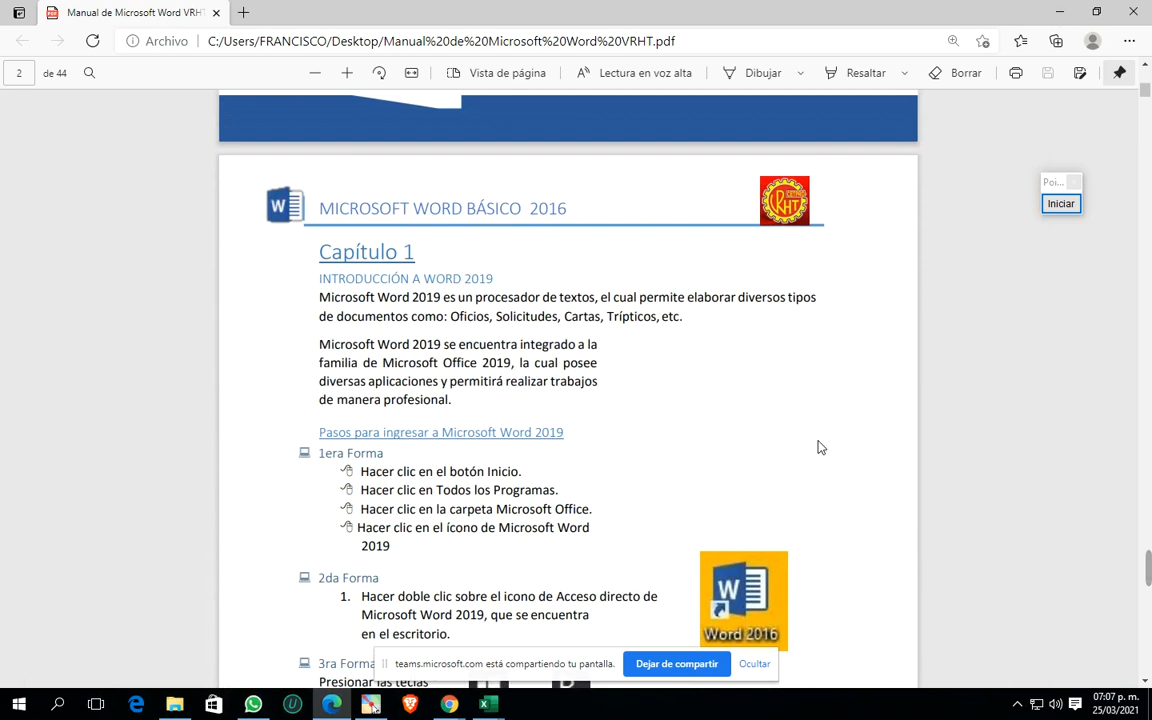 Manual de Microsoft Word VRHT
Archivo
C:/Users/FRANCISCO/Desktop/Manual%20de%20Microsoft%20Word%20VRHT.pdf
2 de 44
Vista de página
Lectura en voz alta
Dibujar
Resaltar
Borrar
Poi...
Iniciar
MICROSOFT WORD BÁSICO 2016
Capítulo 1
INTRODUCCIÓN A WORD 2019
Microsoft Word 2019 es un procesador de textos, el cual permite elaborar diversos tipos
de documentos como: Oficios, Solicitudes, Cartas, Trípticos, etc.
Microsoft Word 2019 se encuentra integrado a la
familia de Microsoft Office 2019, la cual posee
diversas aplicaciones y permitirá realizar trabajos
de manera profesional.
Pasos para ingresar a Microsoft Word 2019
1era Forma
Hacer clic en el botón Inicio.
Hacer clic en Todos los Programas.
Hacer clic en la carpeta Microsoft Office.
Hacer clic en el ícono de Microsoft Word
2019
2da Forma
1. Hacer doble clic sobre el icono de Acceso directo de
Microsoft Word 2019, que se encuentra
en el escritorio.
Word 2016
teams.microsoft.com está compartiendo tu pantalla.
Dejar de compartir
Ocultar
3ra Forma
Presionar las teclas
07:07 p. m.
25/03/2021